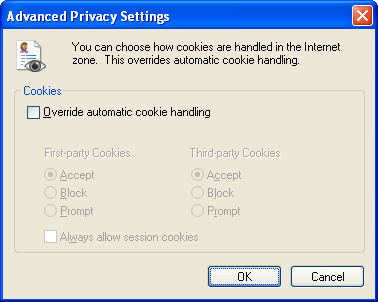 Advanced Privacy Settings
You can choose how cookies are handled in the Internet
zone. This overrides automatic cookie handling.
Cookies
Override automatic cookie handling
First-party Cookies Third-party Cookies
Accept Accept
Block Block
Prompt Prompt
Always allow session cookies
OK Cancel